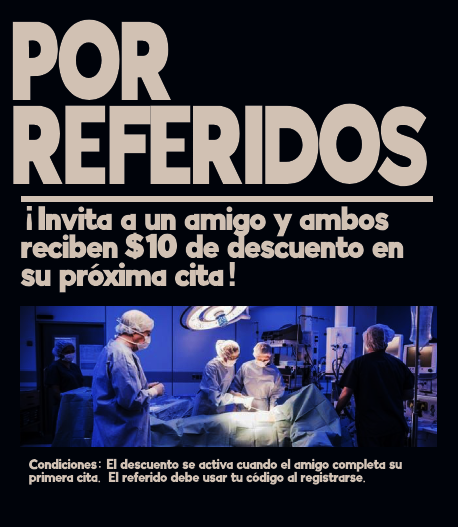 POR
REFERIDOS
¡Invita a un amigo y ambos
reciben $10 de descuento en
su próxima cita!
Condiciones: El descuento se activa cuando el amigo completa su
primera cita. El referido debe usar tu código al registrarse.